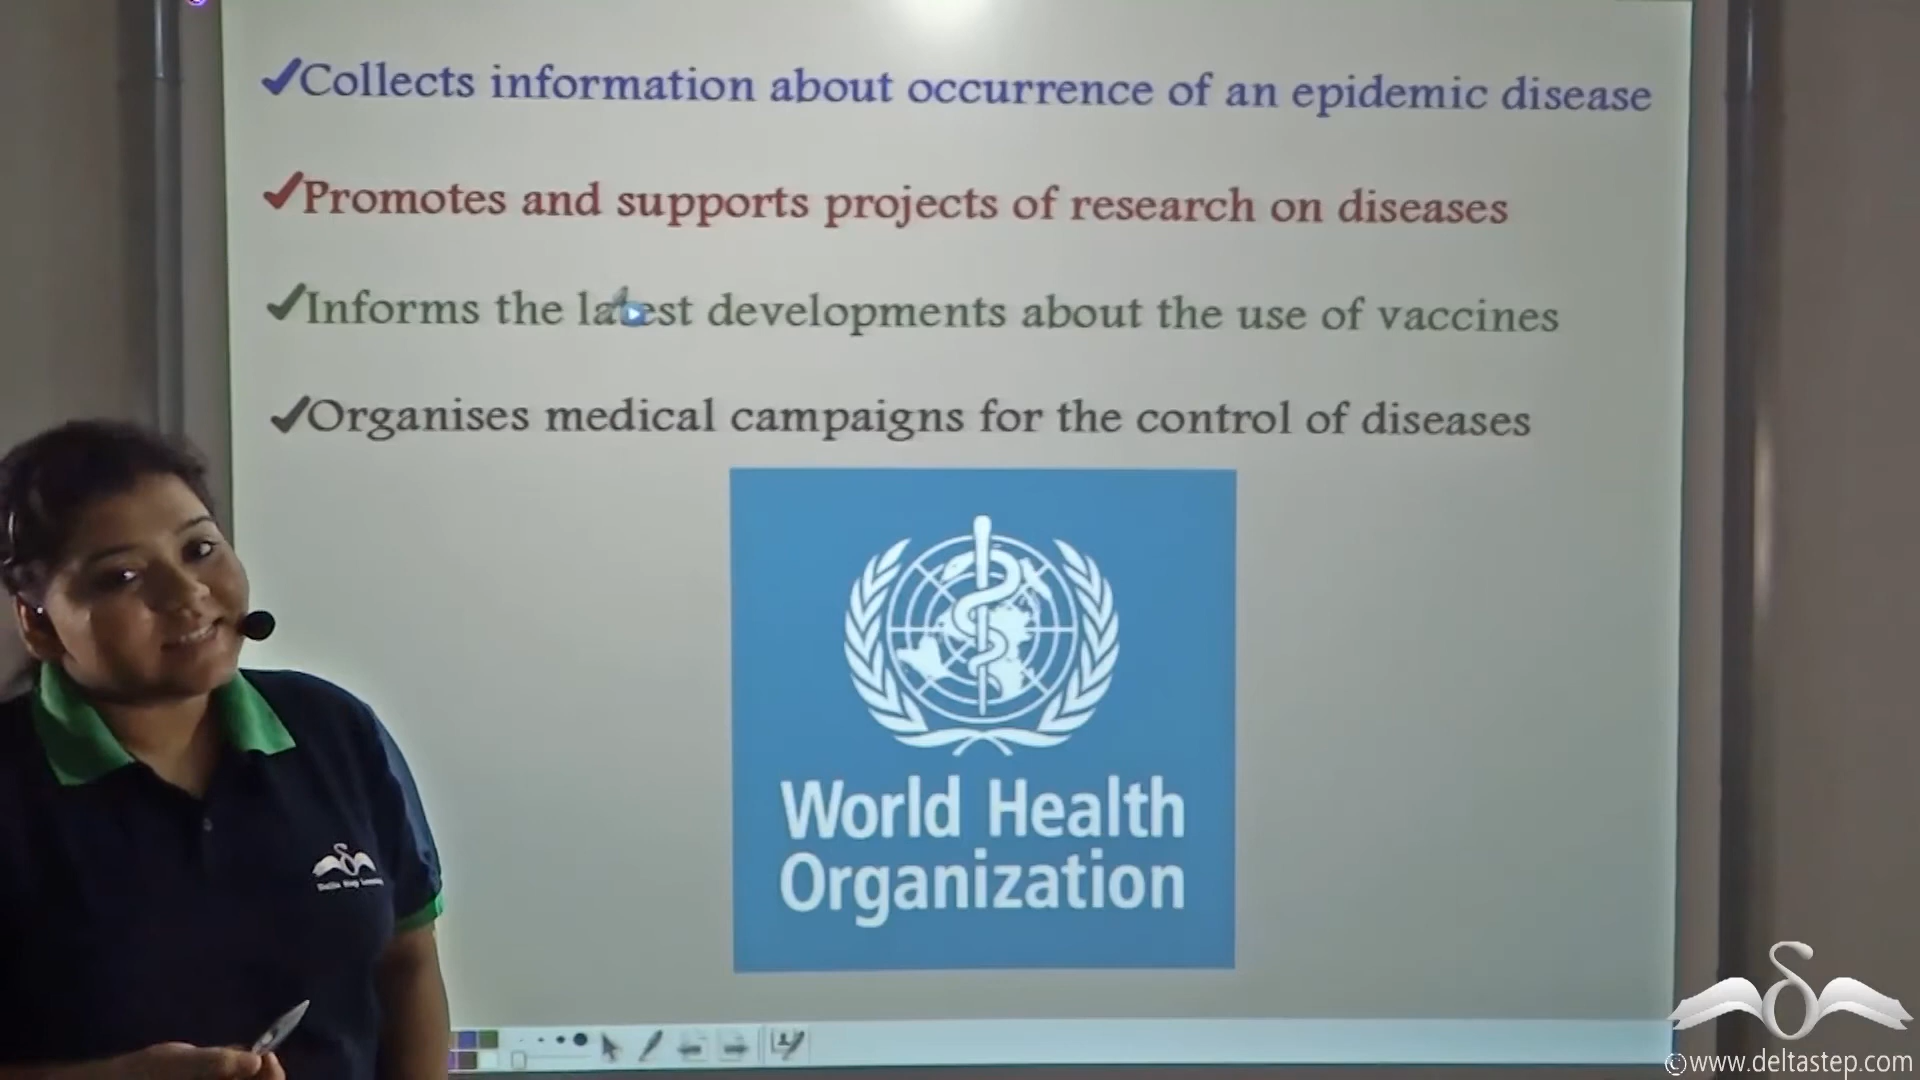 ✔Collects information about occurrence of an epidemic disease
✔Promotes and supports projects of research on diseases
✔Informs the latest developments about the use of vaccines
✔Organises medical campaigns for the control of diseases
World Health
Organization
©www.deltastep.com